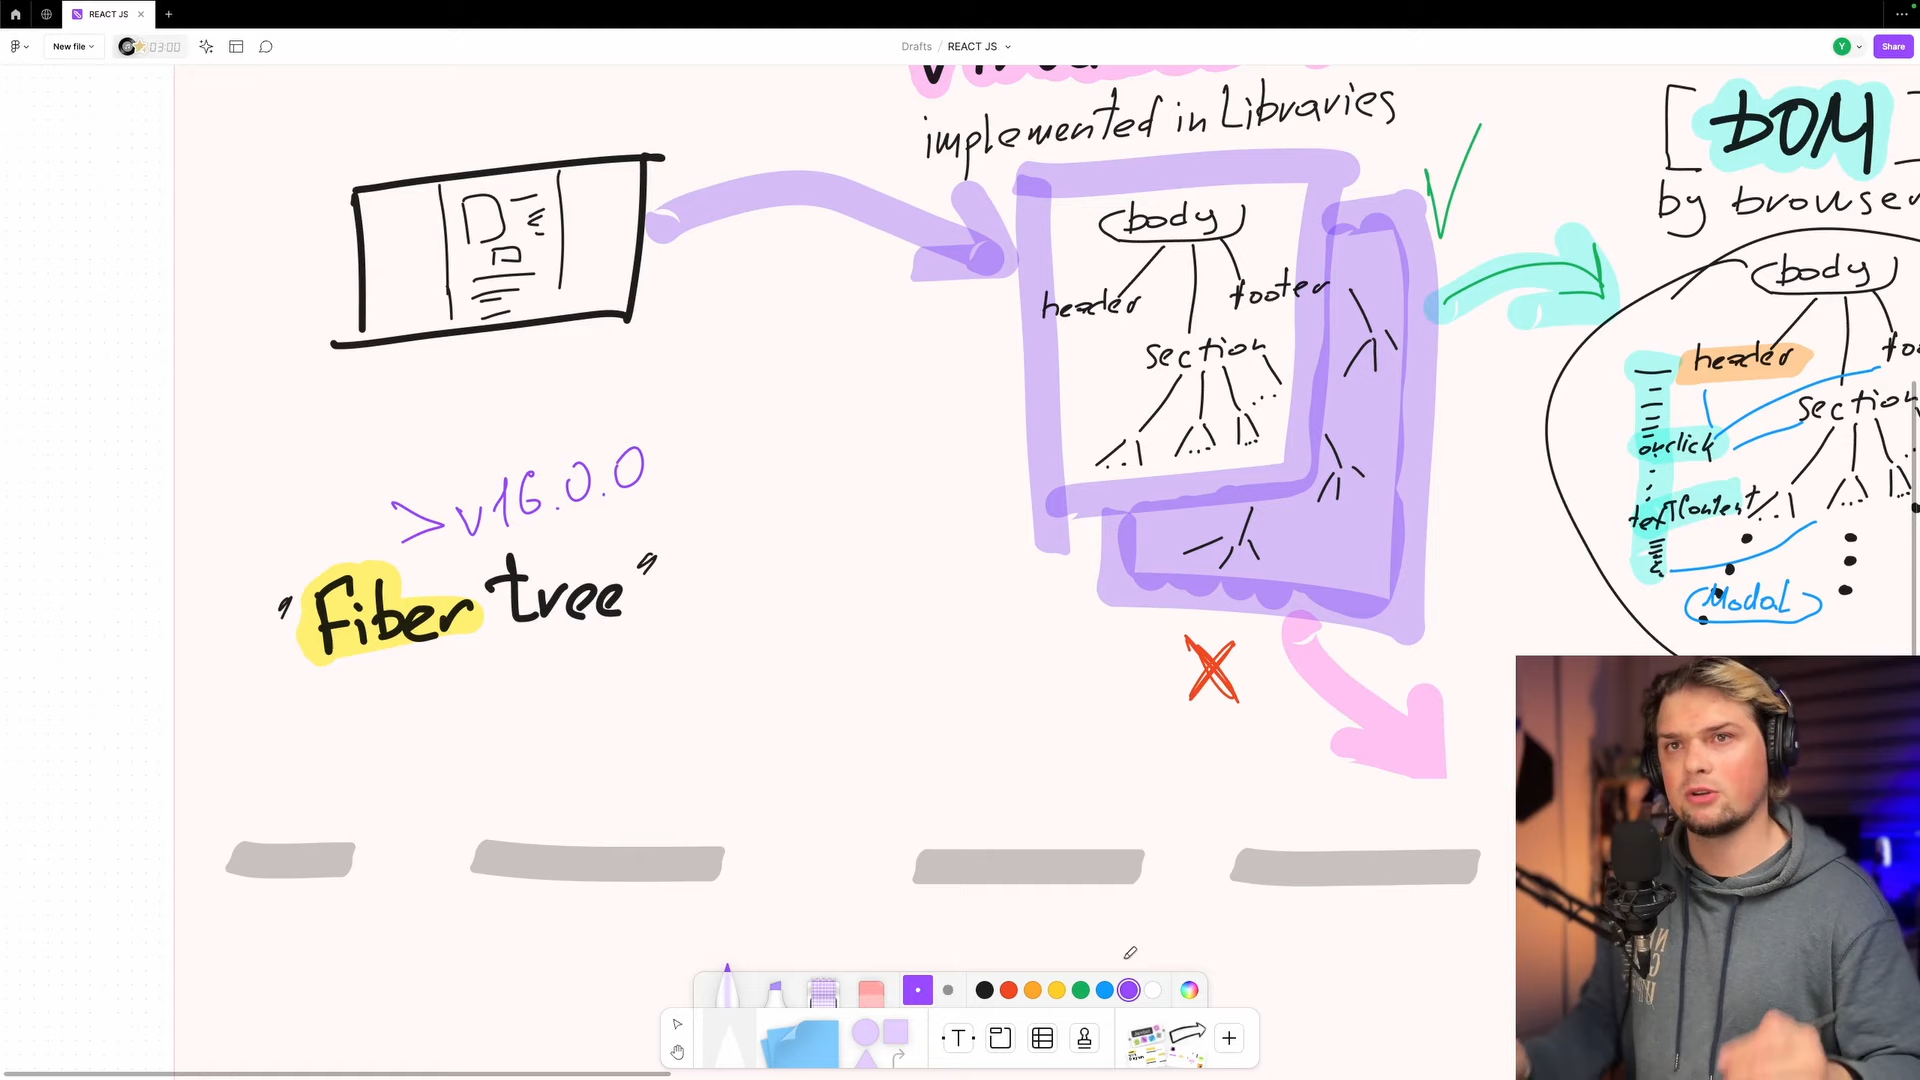 REACT JS
New file
03:00
Drafts / REACT JS
Y
Share
implemented in Libraries
[DOM]
by browser
body
header
footer
section
body
header
section
onclick
textContent
Modal
>v16.0.0
"Fiber tree"
T